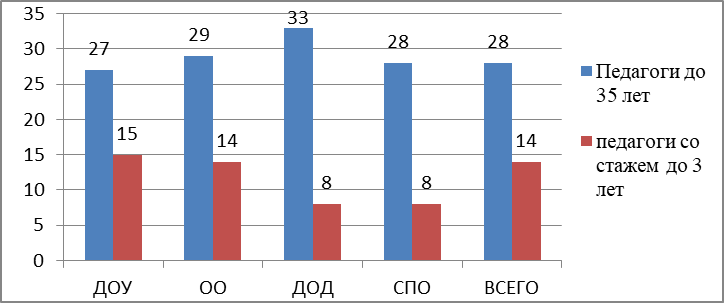 35
30
25
20
15
10
5
0
27
29
33
28
28
15
14
8
8
14
ДОУ
ОО
ДОД
СПО
ВСЕГО
Педагоги до
35 лет
педагоги со
стажем до 3
лет